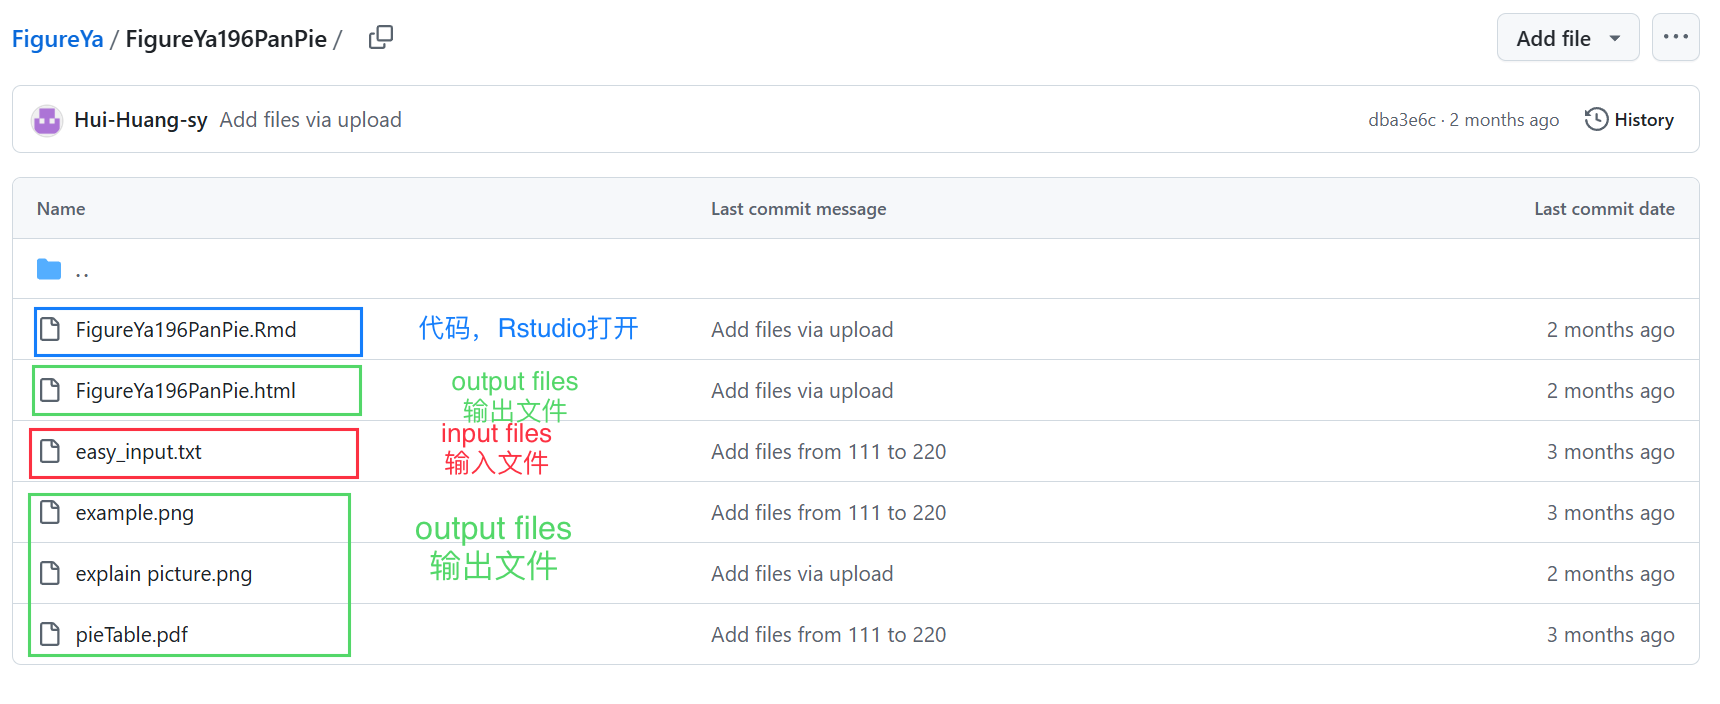 FigureYa / FigureYa196PanPie /
Add file
Hui-Huang-sy Add files via upload
dba3e6c · 2 months ago
History
Name Last commit message Last commit date
..
FigureYa196PanPie.Rmd 代码，Rstudio打开 Add files via upload 2 months ago
FigureYa196PanPie.html output files Add files via upload 2 months ago
输出文件
input files
easy_input.txt 输入文件 Add files from 111 to 220 3 months ago
example.png output files Add files from 111 to 220 3 months ago
explain picture.png 输出文件 Add files via upload 2 months ago
pieTable.pdf Add files from 111 to 220 3 months ago